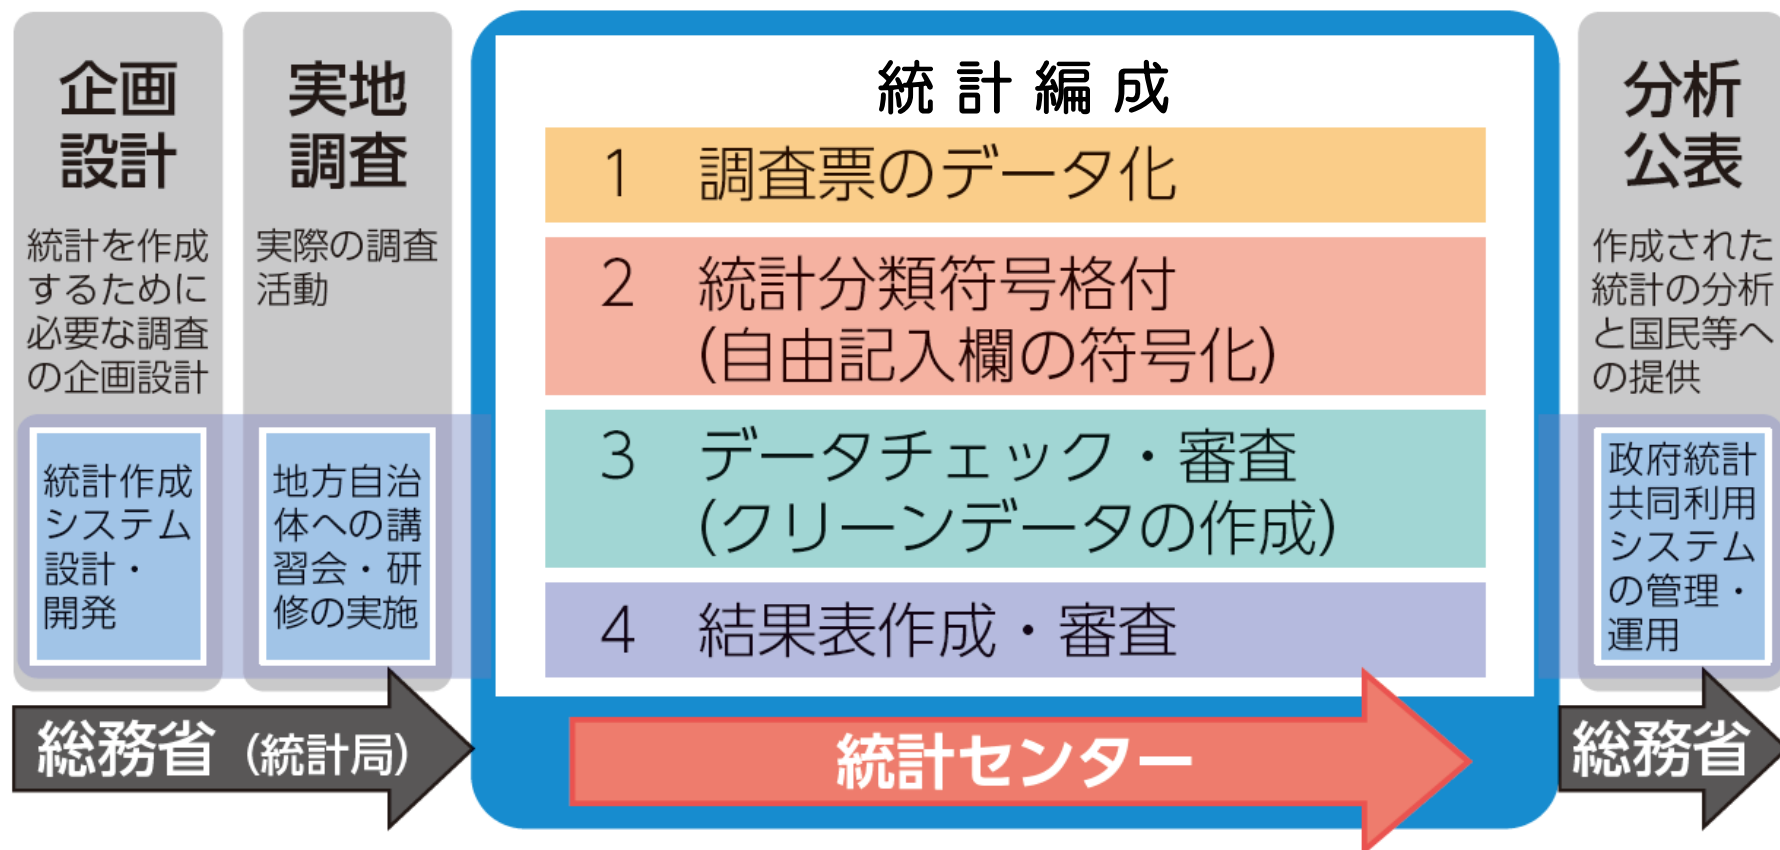 企画
設計
統計を作成
するために
必要な調査
の企画設計
統計作成
システム
設計・
開発
実地
調査
実際の調査
活動
地方自治
体への講
習会・研
修の実施
総務省（統計局）
統計編成
1 調査票のデータ化
2 統計分類符号格付
(自由記入欄の符号化)
3 データチェック・審査
(クリーンデータの作成)
4 結果表作成・審査
統計センター
分析
公表
作成された
統計の分析
と国民等へ
の提供
政府統計
共同利用
システム
の管理・
運用
総務省